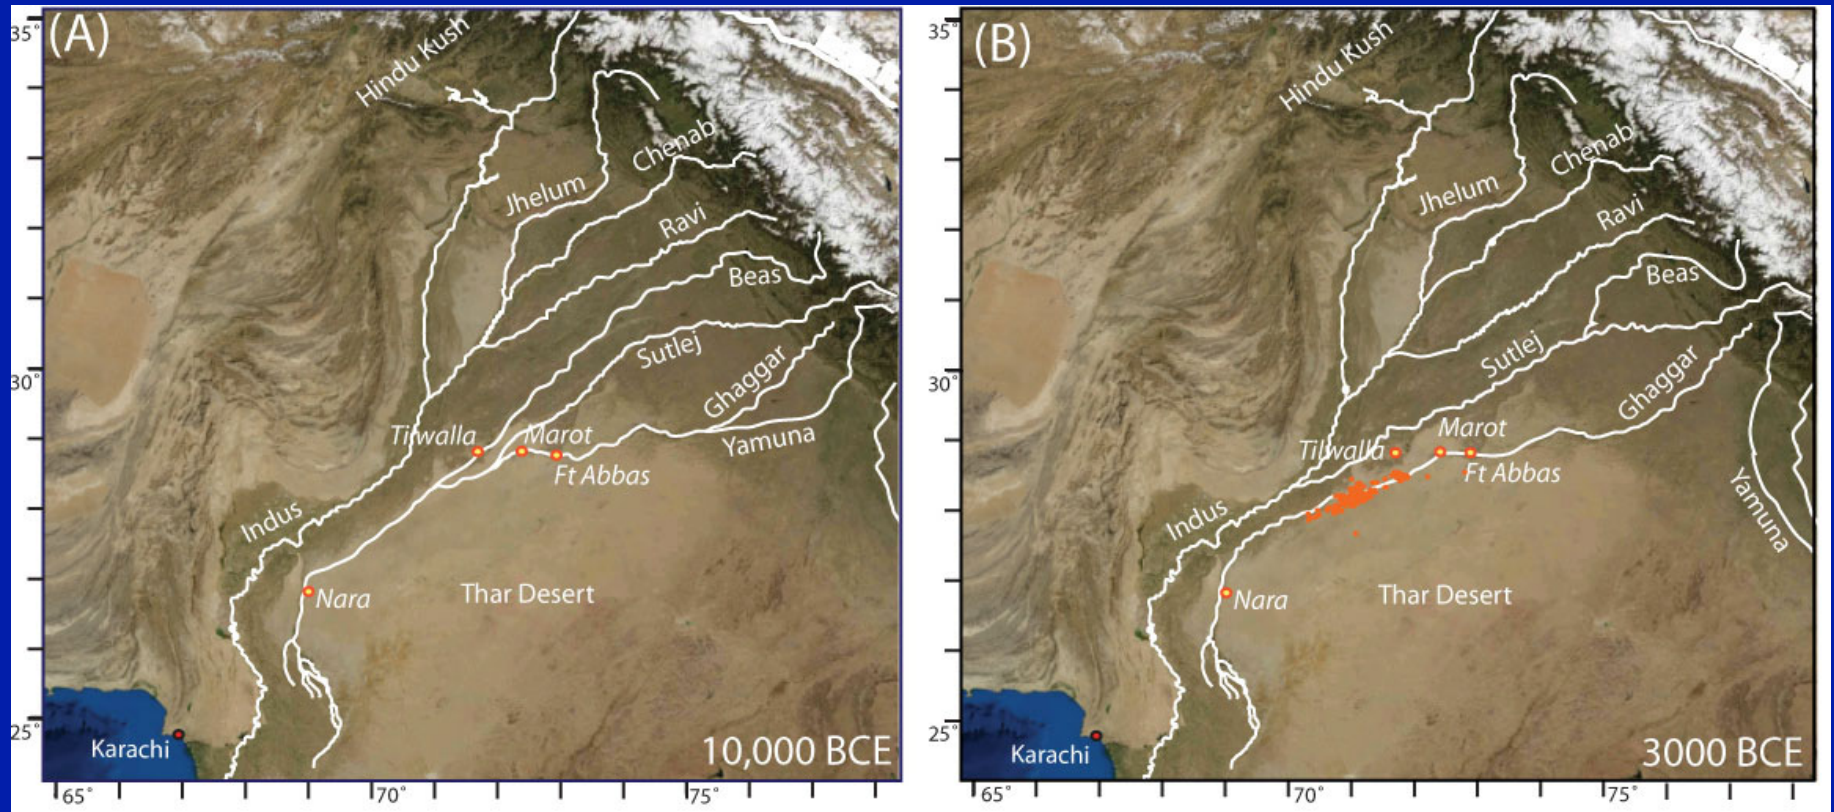 (A)
35°
Hindu Kush
Chenab
Jhelum
Ravi
Beas
Sutlej
30°
Ghaggar
Tilwalla
Marot
Yamuna
Ft Abbas
Indus
Nara
Thar Desert
25°
Karachi
10,000 BCE
65°
70°
75°
(B)
35°
Hindu Kush
Chenab
Jhelum
Ravi
Beas
Sutlej
30°
Ghaggar
Marot
Tilwalla
Ft Abbas
Indus
Yamuna
Nara
Thar Desert
25°
Karachi
3000 BCE
65°
70°
75°